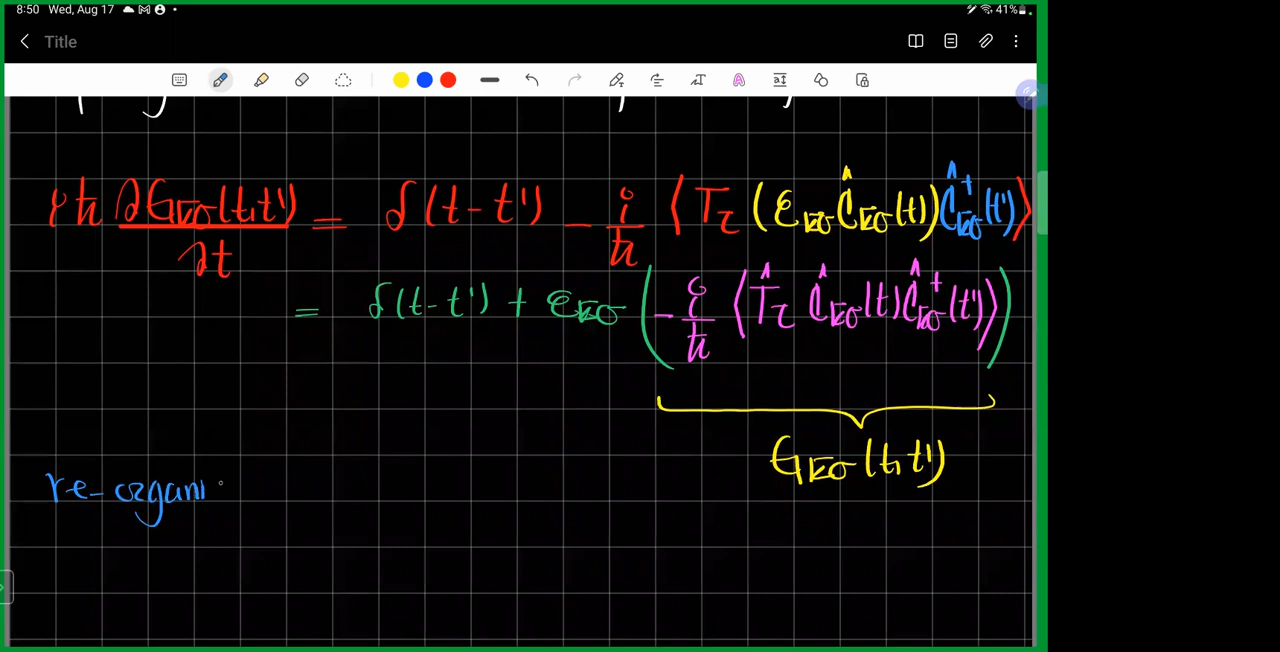 8:50 Wed, Aug 17 41%
Title
iħ ∂G_kσ(t,t')/∂t = δ(t-t') - i/ħ ⟨T_τ (ε_kσ Ĉ_kσ(t)) Ĉ†_kσ(t')⟩
= δ(t-t') + ε_kσ (-i/ħ ⟨T̂_τ Ĉ_kσ(t) Ĉ†_kσ(t')⟩)
G_kσ(t,t')
re-organi